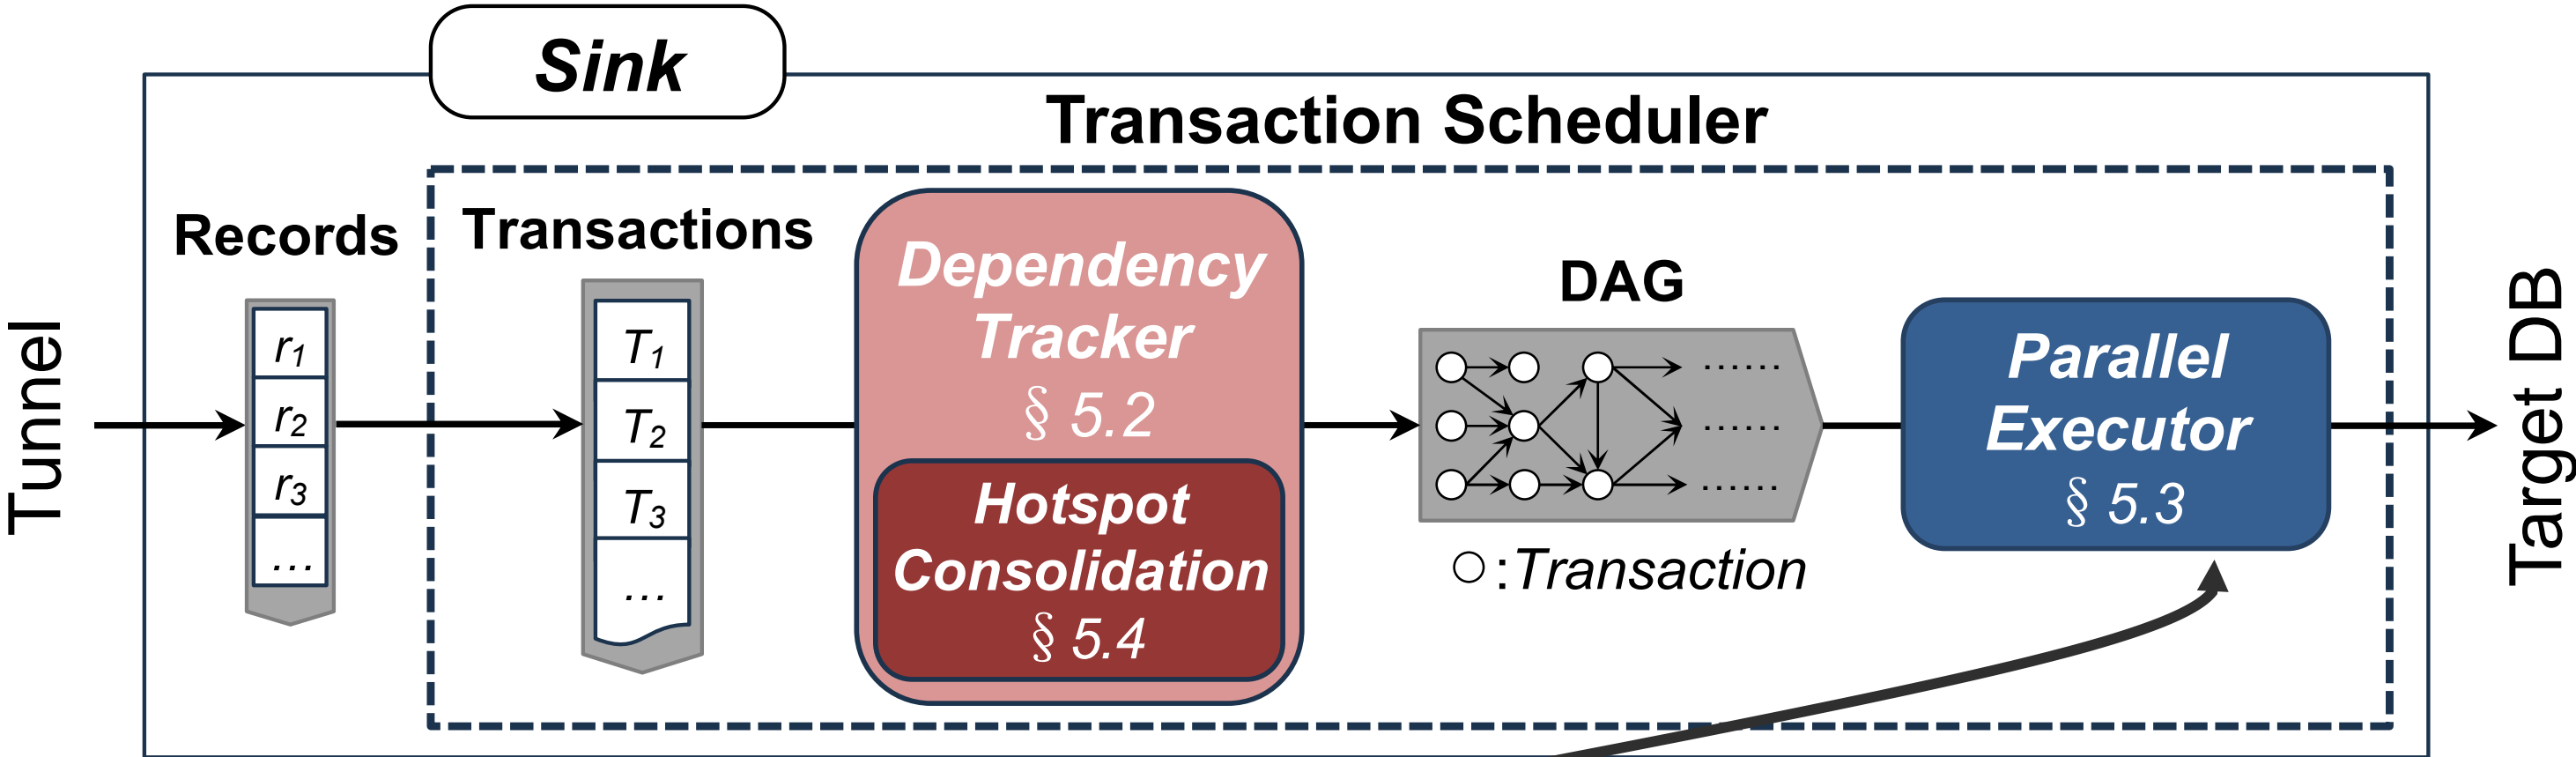 Sink
Transaction Scheduler
Tunnel
Records
r1
r2
r3
...
Transactions
T1
T2
T3
...
Dependency
Tracker
§ 5.2
Hotspot
Consolidation
§ 5.4
DAG
......
......
......
:Transaction
Parallel
Executor
§ 5.3
Target DB